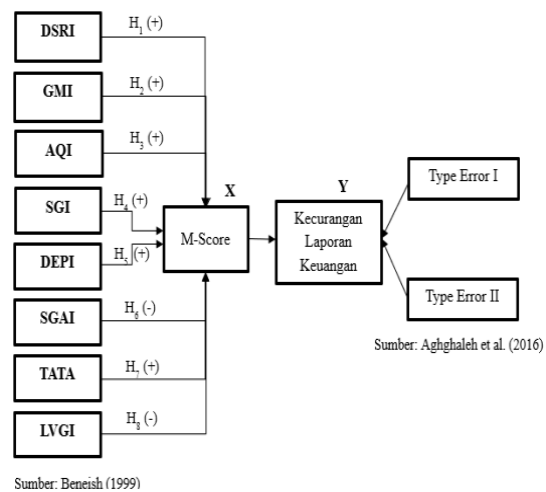 DSRI
H₁ (+)
GMI
H₂ (+)
AQI
H₃ (+)
SGI
H₄ (+)
DEPI
H₅ (+)
SGAI
H₆ (-)
TATA
H₇ (+)
LVGI
H₈ (-)
X
M-Score
Y
Kecurangan
Laporan
Keuangan
Type Error I
Type Error II
Sumber: Aghghaleh et al. (2016)
Sumber: Beneish (1999)